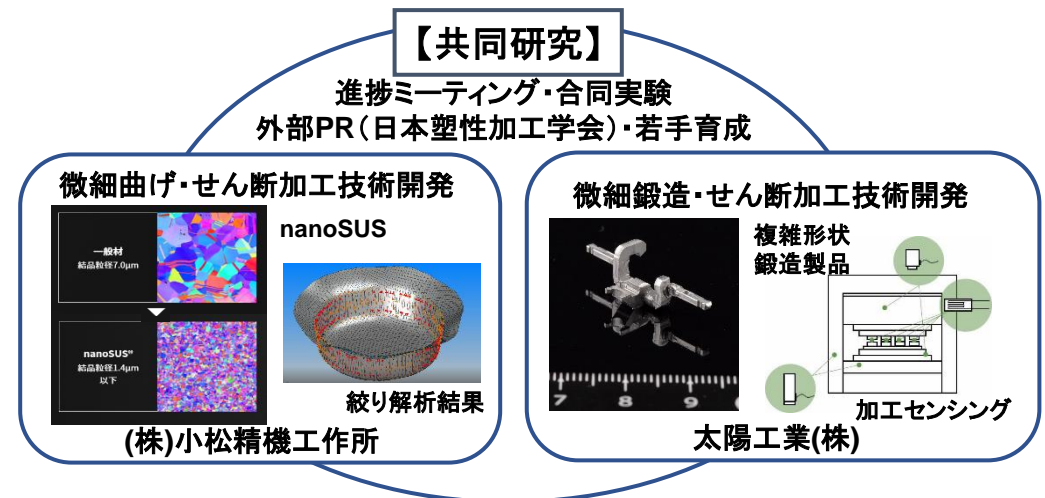 【共同研究】
進捗ミーティング・合同実験
外部PR（日本塑性加工学会）・若手育成
微細曲げ・せん断加工技術開発
一般材
結晶粒径7.0μm
nanoSUS®
結晶粒径1.4μm
以下
nanoSUS
絞り解析結果
(株)小松精機工作所
微細鍛造・せん断加工技術開発
複雑形状
鍛造製品
7 8 9
加工センシング
太陽工業(株)